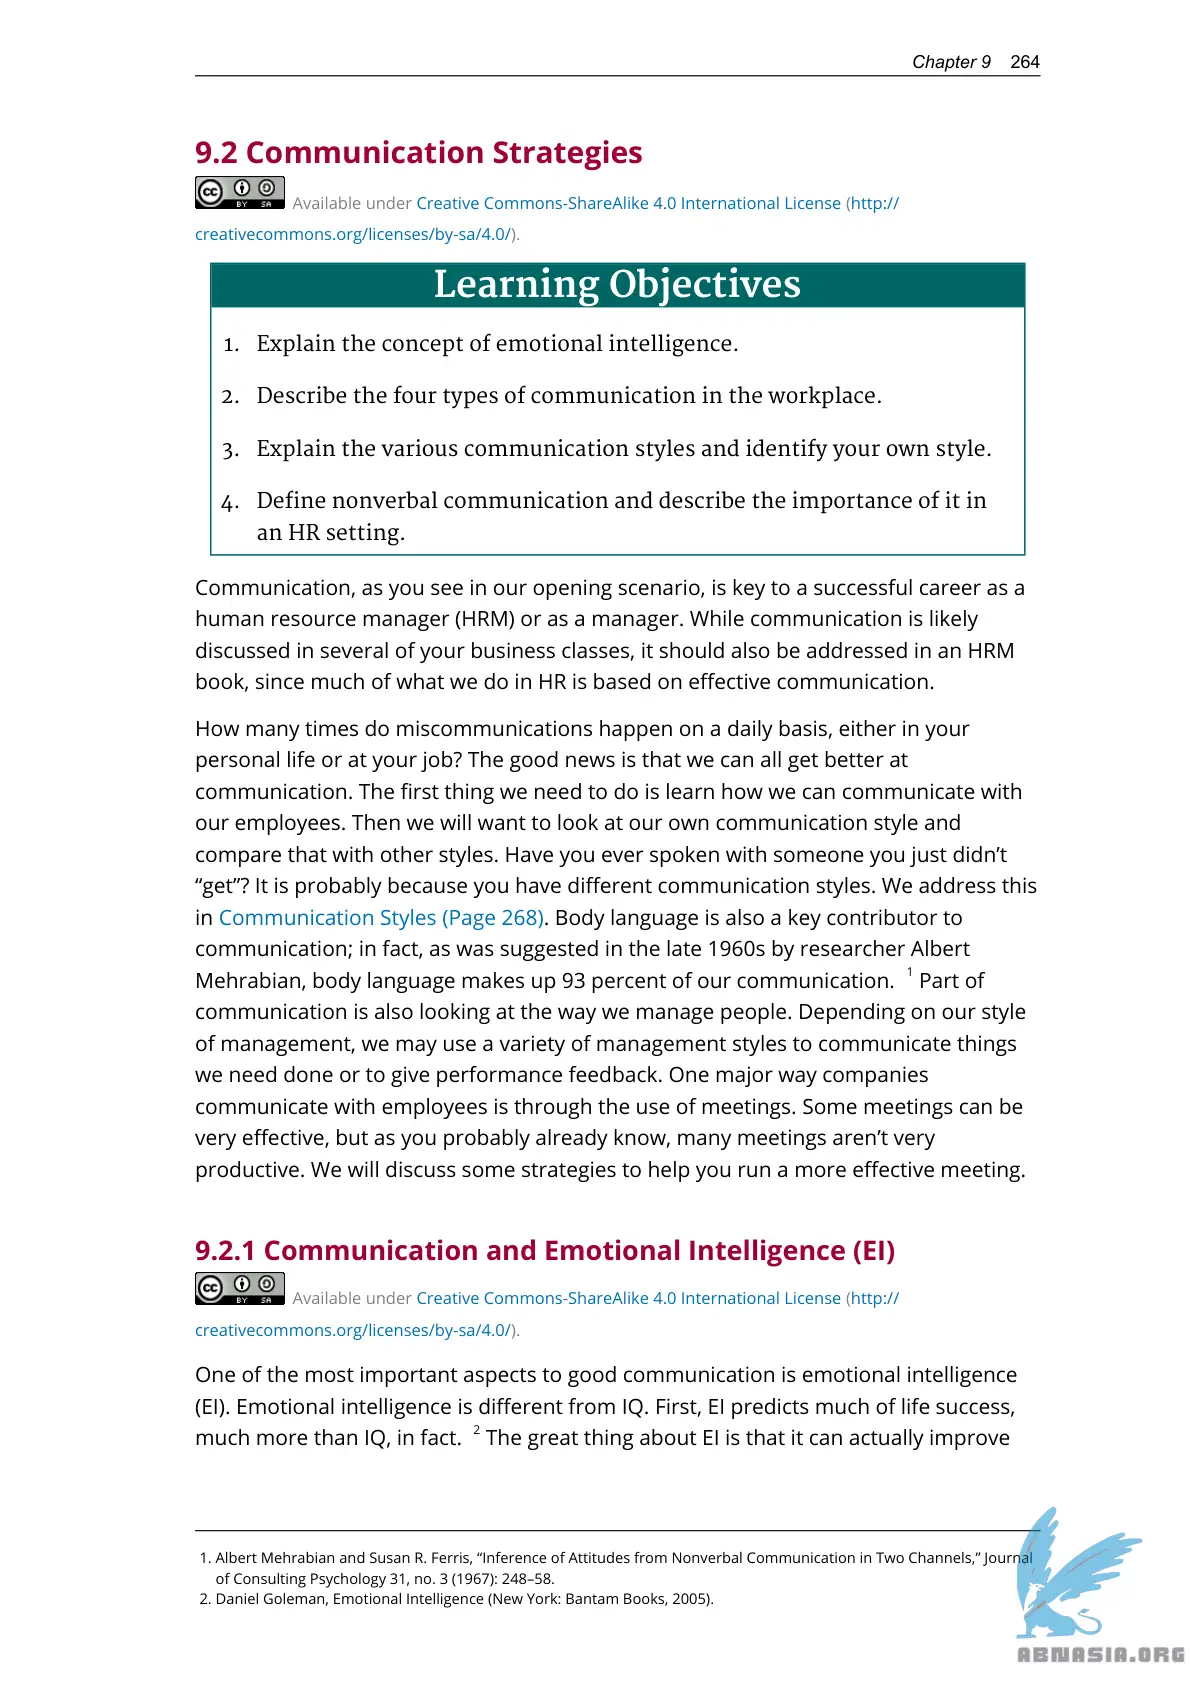 Chapter 9 264
9.2 Communication Strategies
cc BY SA Available under Creative Commons-ShareAlike 4.0 International License (http://
creativecommons.org/licenses/by-sa/4.0/).
Learning Objectives
1. Explain the concept of emotional intelligence.
2. Describe the four types of communication in the workplace.
3. Explain the various communication styles and identify your own style.
4. Define nonverbal communication and describe the importance of it in
an HR setting.
Communication, as you see in our opening scenario, is key to a successful career as a
human resource manager (HRM) or as a manager. While communication is likely
discussed in several of your business classes, it should also be addressed in an HRM
book, since much of what we do in HR is based on effective communication.
How many times do miscommunications happen on a daily basis, either in your
personal life or at your job? The good news is that we can all get better at
communication. The first thing we need to do is learn how we can communicate with
our employees. Then we will want to look at our own communication style and
compare that with other styles. Have you ever spoken with someone you just didn’t
“get”? It is probably because you have different communication styles. We address this
in Communication Styles (Page 268). Body language is also a key contributor to
communication; in fact, as was suggested in the late 1960s by researcher Albert
Mehrabian, body language makes up 93 percent of our communication. 1 Part of
communication is also looking at the way we manage people. Depending on our style
of management, we may use a variety of management styles to communicate things
we need done or to give performance feedback. One major way companies
communicate with employees is through the use of meetings. Some meetings can be
very effective, but as you probably already know, many meetings aren’t very
productive. We will discuss some strategies to help you run a more effective meeting.
9.2.1 Communication and Emotional Intelligence (EI)
cc BY SA Available under Creative Commons-ShareAlike 4.0 International License (http://
creativecommons.org/licenses/by-sa/4.0/).
One of the most important aspects to good communication is emotional intelligence
(EI). Emotional intelligence is different from IQ. First, EI predicts much of life success,
much more than IQ, in fact. 2 The great thing about EI is that it can actually improve
1. Albert Mehrabian and Susan R. Ferris, “Inference of Attitudes from Nonverbal Communication in Two Channels,” Journal
of Consulting Psychology 31, no. 3 (1967): 248–58.
2. Daniel Goleman, Emotional Intelligence (New York: Bantam Books, 2005).
ABNASIA.ORG